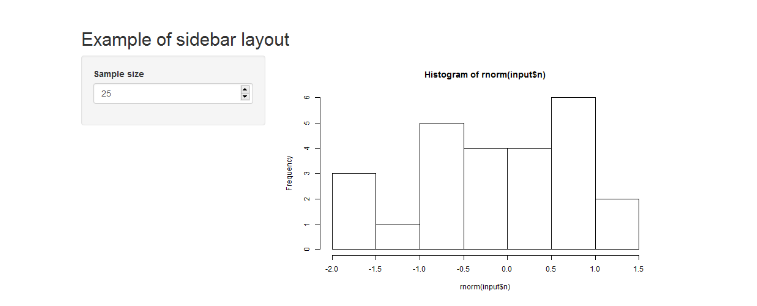 Example of sidebar layout
Sample size
25
Histogram of rnorm(input$n)
Frequency
6
5
4
3
2
1
0
-2.0 -1.5 -1.0 -0.5 0.0 0.5 1.0 1.5
rnorm(input$n)